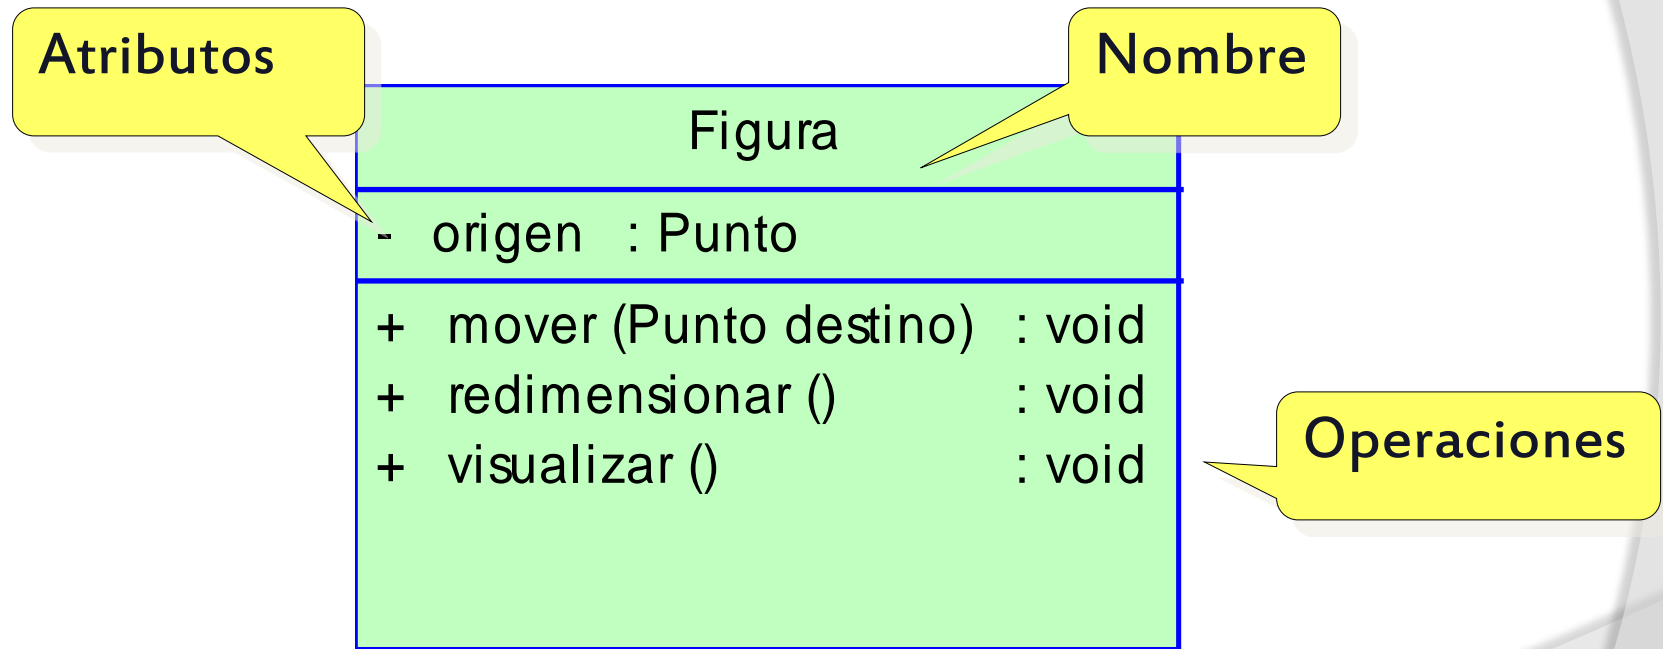 Atributos
Nombre
Figura
- origen : Punto
+ mover (Punto destino) : void
+ redimensionar () : void
+ visualizar () : void
Operaciones